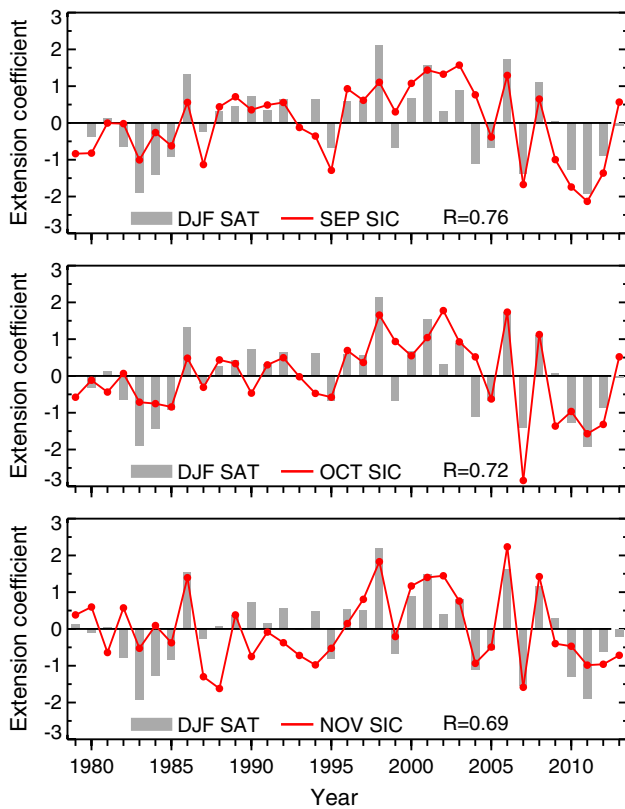 3
2
1
0
-1
-2
-3
Extension coefficient
DJF SAT SEP SIC R=0.76
3
2
1
0
-1
-2
-3
Extension coefficient
DJF SAT OCT SIC R=0.72
3
2
1
0
-1
-2
-3
Extension coefficient
DJF SAT NOV SIC R=0.69
1980 1985 1990 1995 2000 2005 2010
Year